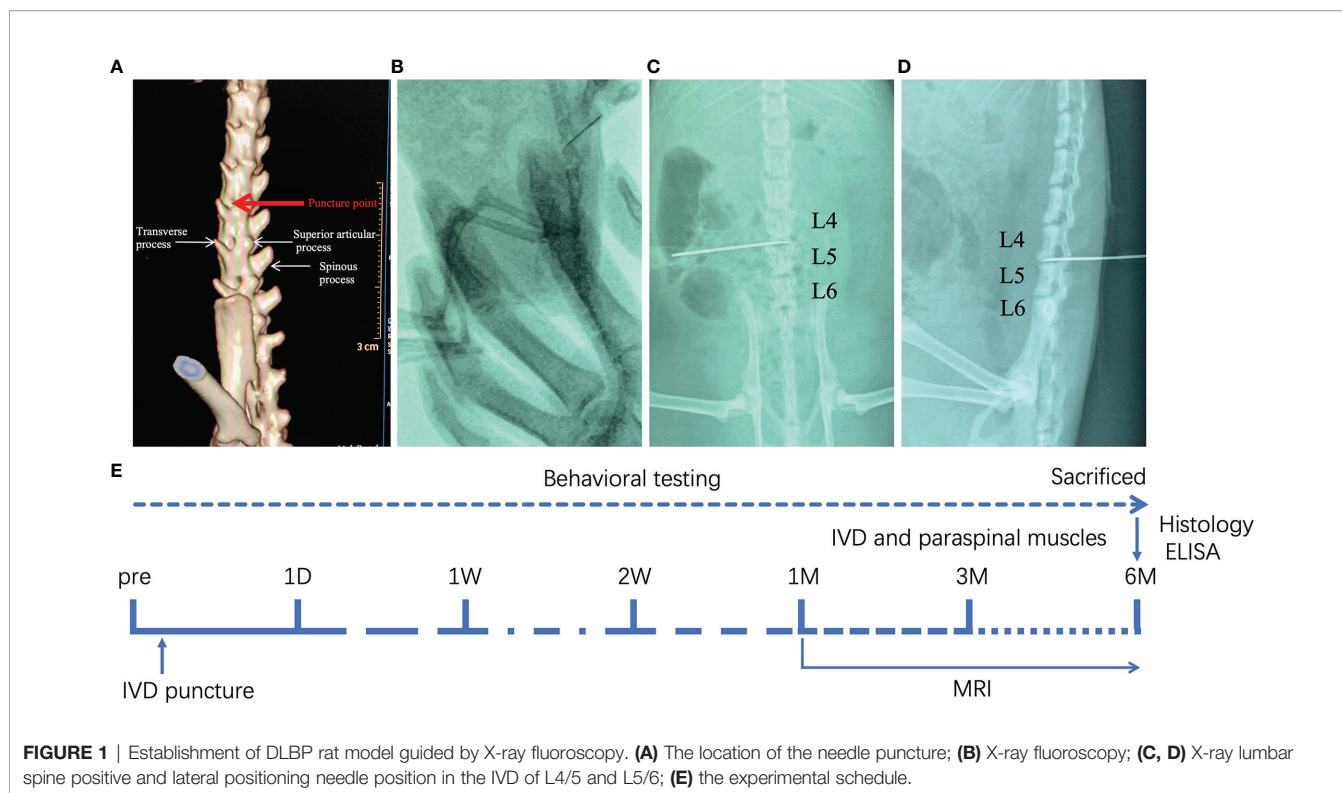 A
B
C
D
Puncture point
Transverse
process
Superior articular-
process
Spinous
process
3 cm
L4
L5
L6
L4
L5
L6
E
Behavioral testing
Sacrificed
IVD and paraspinal muscles
Histology
ELISA
pre
1D
1W
2W
1M
3M
6M
IVD puncture
MRI
FIGURE 1 | Establishment of DLBP rat model guided by X-ray fluoroscopy. (A) The location of the needle puncture; (B) X-ray fluoroscopy; (C, D) X-ray lumbar
spine positive and lateral positioning needle position in the IVD of L4/5 and L5/6; (E) the experimental schedule.